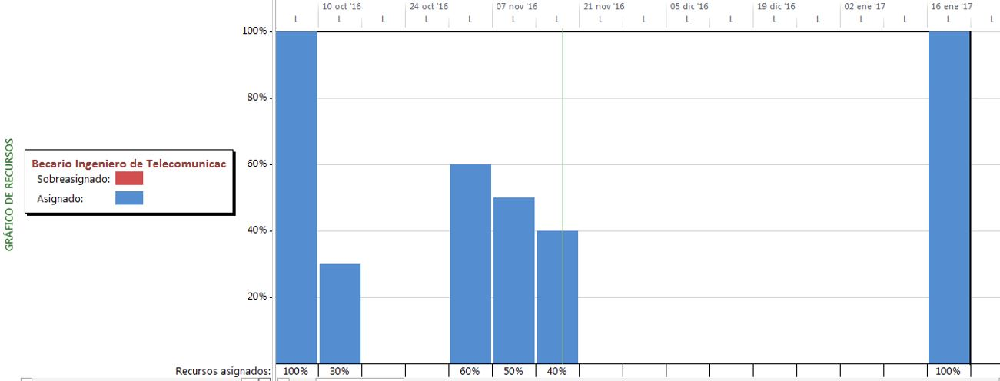 10 oct '16 24 oct '16 07 nov '16 21 nov '16 05 dic '16 19 dic '16 02 ene '17 16 ene '17
L L L L L L L L L L L L L L L L L
100%
80%
60%
40%
20%
GRÁFICO DE RECURSOS
Becario Ingeniero de Telecomunicac
Sobreasignado:
Asignado:
Recursos asignados: 100% 30% 60% 50% 40% 100%